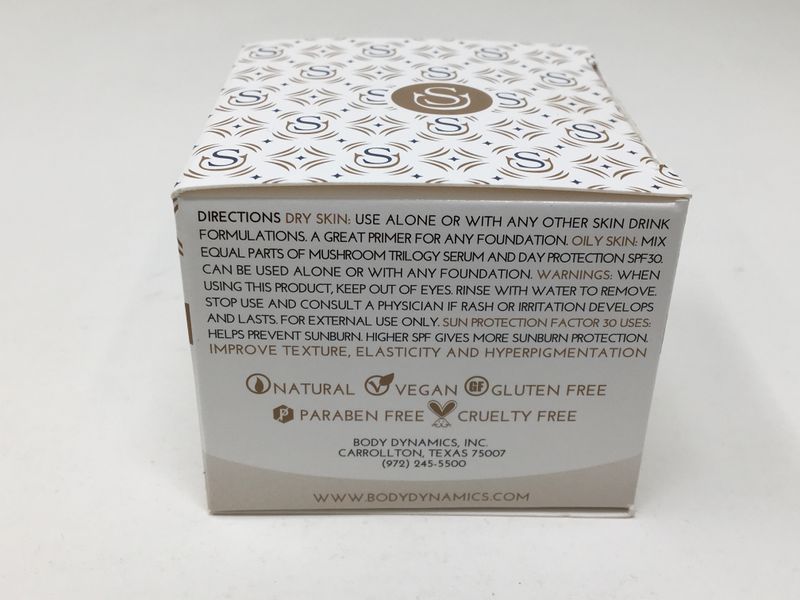 DIRECTIONS DRY SKIN: USE ALONE OR WITH ANY OTHER SKIN DRINK
FORMULATIONS. A GREAT PRIMER FOR ANY FOUNDATION. OILY SKIN: MIX
EQUAL PARTS OF MUSHROOM TRILOGY SERUM AND DAY PROTECTION SPF30.
CAN BE USED ALONE OR WITH ANY FOUNDATION. WARNINGS: WHEN
USING THIS PRODUCT, KEEP OUT OF EYES. RINSE WITH WATER TO REMOVE.
STOP USE AND CONSULT A PHYSICIAN IF RASH OR IRRITATION DEVELOPS
AND LASTS. FOR EXTERNAL USE ONLY. SUN PROTECTION FACTOR 30 USES:
HELPS PREVENT SUNBURN. HIGHER SPF GIVES MORE SUNBURN PROTECTION.
IMPROVE TEXTURE, ELASTICITY AND HYPERPIGMENTATION
NATURAL VEGAN GF GLUTEN FREE
P PARABEN FREE CRUELTY FREE
BODY DYNAMICS, INC.
CARROLLTON, TEXAS 75007
(972) 245-5500
WWW.BODYDYNAMICS.COM